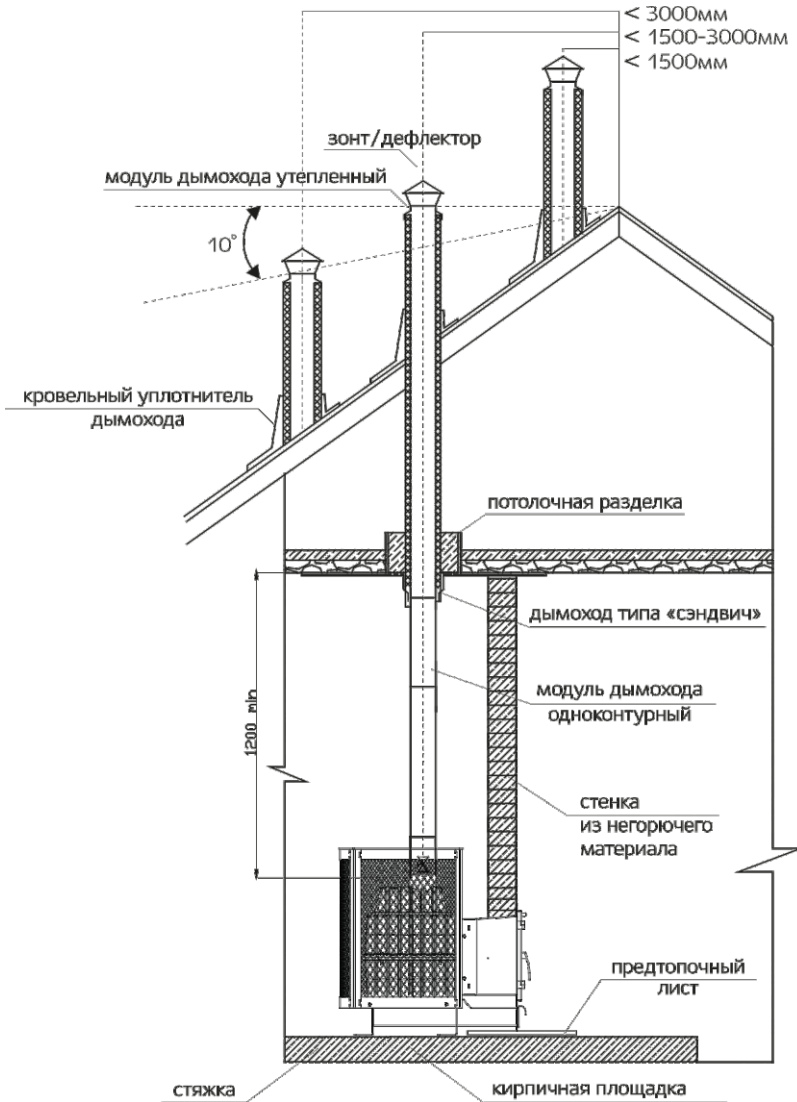 < 3000мм
< 1500-3000мм
< 1500мм
зонт/дефлектор
модуль дымохода утепленный
10°
кровельный уплотнитель
дымохода
потолочная разделка
дымоход типа «сэндвич»
модуль дымохода
одноконтурный
1200 min
стенка
из негорючего
материала
предтопочный
лист
стяжка
кирпичная площадка